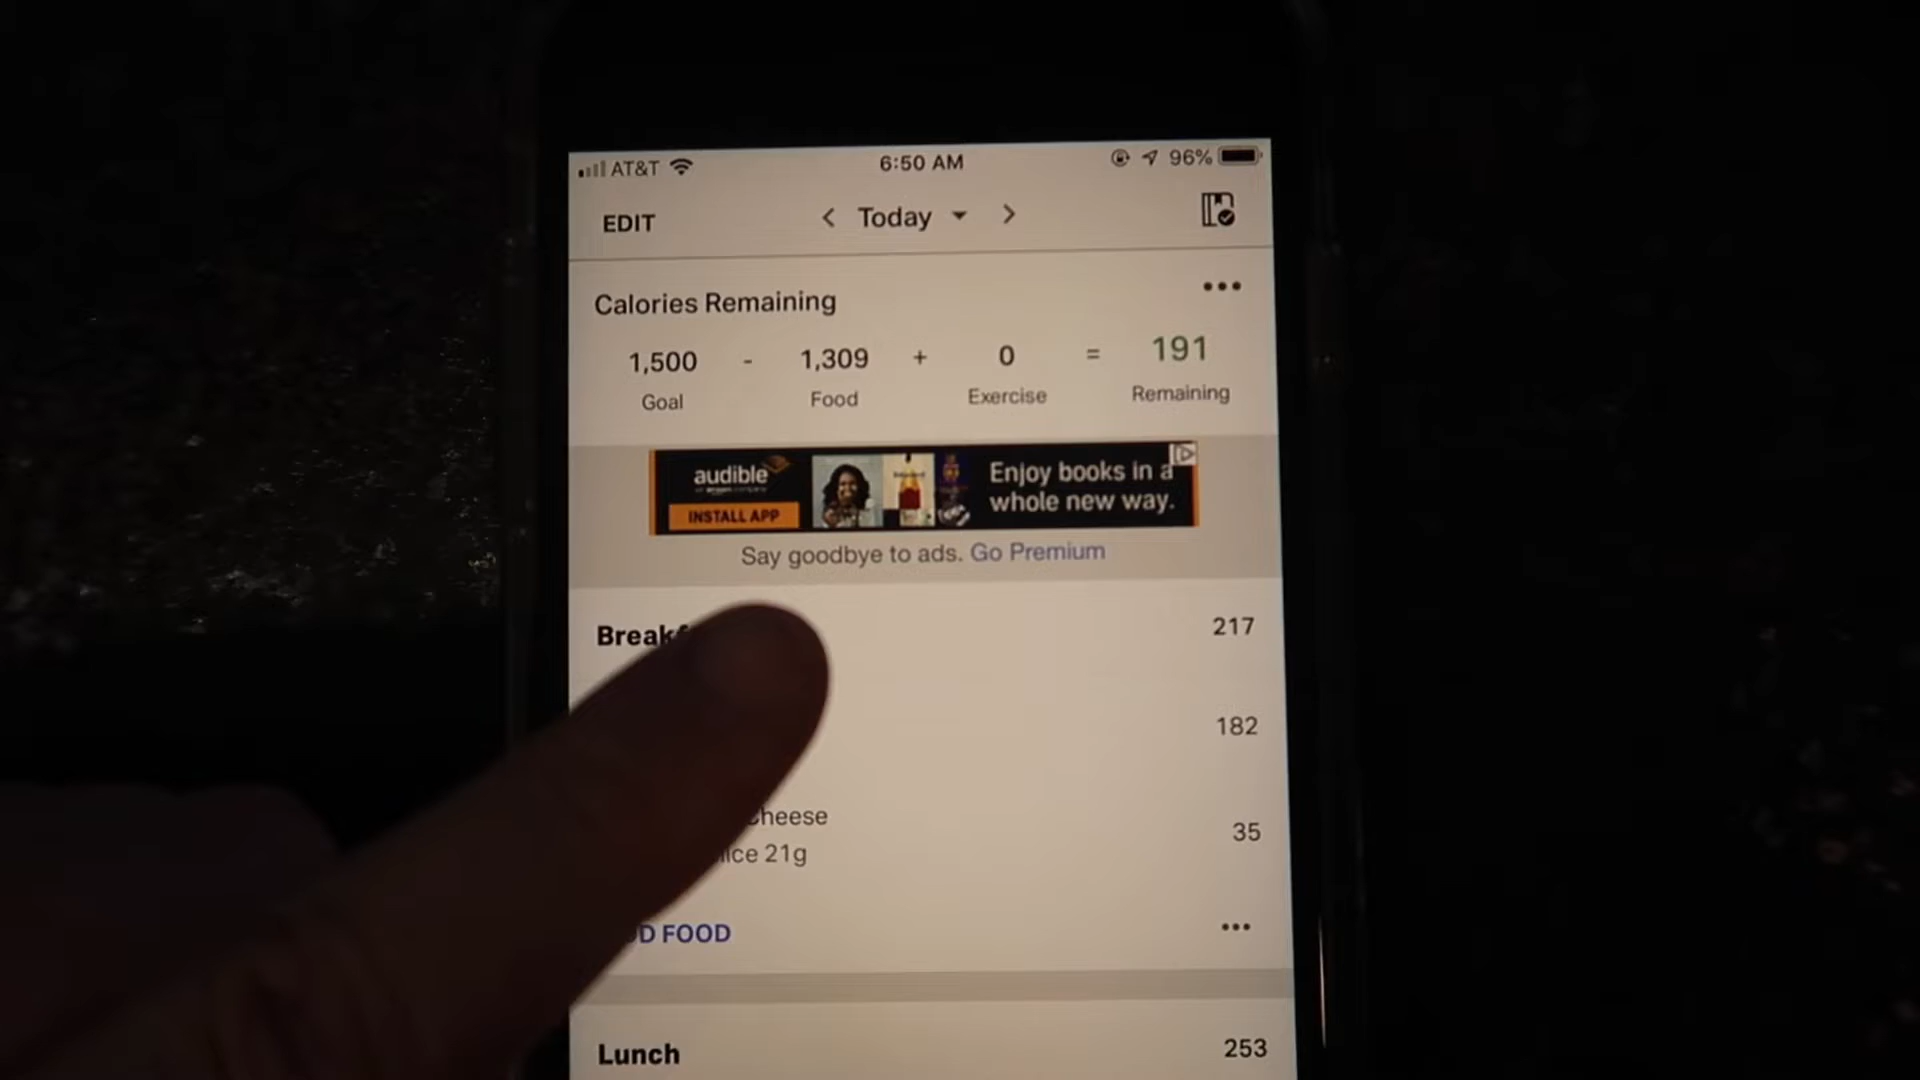 AT&T 6:50 AM 96%
EDIT < Today >
Calories Remaining
1,500 - 1,309 + 0 = 191
Goal Food Exercise Remaining
audible
INSTALL APP
Enjoy books in a
whole new way.
Say goodbye to ads. Go Premium
217
182
Cheese
21g
35
FOOD
Lunch 253